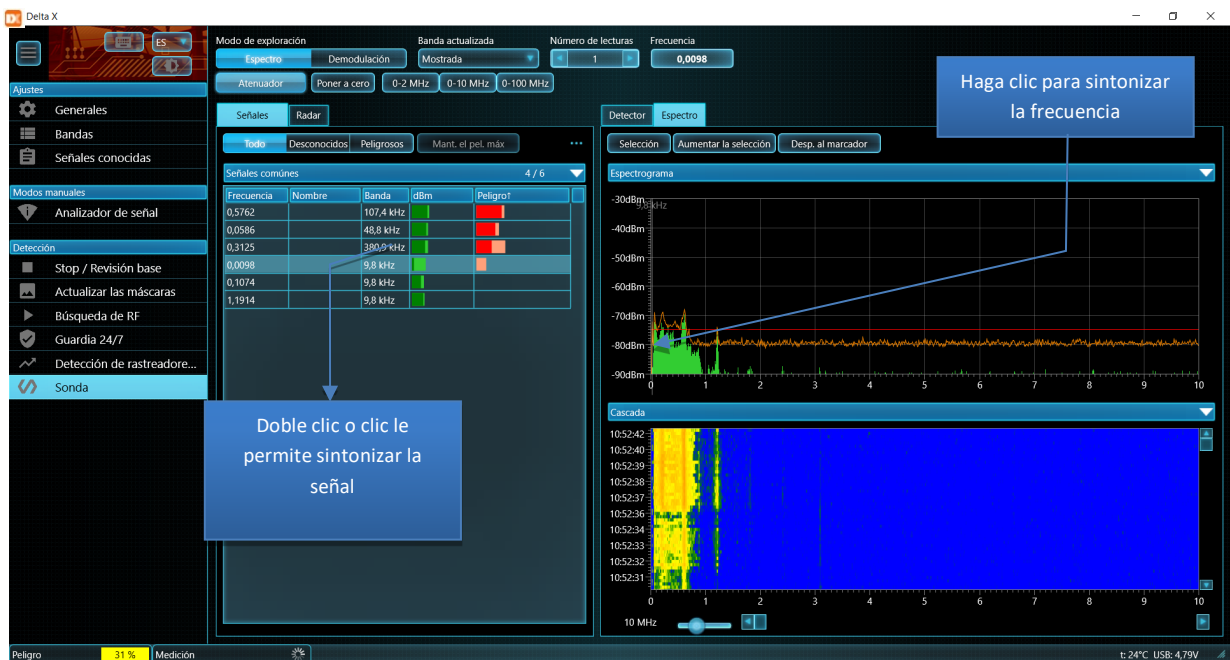 Delta X
ES
Ajustes
Generales
Bandas
Señales conocidas
Modos manuales
Analizador de señal
Detección
Stop / Revisión base
Actualizar las máscaras
Búsqueda de RF
Guardia 24/7
Detección de rastreadore...
Sonda
Modo de exploración
Banda actualizada
Número de lecturas
Frecuencia
Espectro
Demodulación
Mostrada
1
0,0098
Atenuador
Poner a cero
0-2 MHz
0-10 MHz
0-100 MHz
Señales
Radar
Todo
Desconocidos
Peligrosos
Mant. el pel. máx
...
Señales comúnes 4 / 6
Frecuencia Nombre Banda dBm Peligro↑
0,5762 107,4 kHz
0,0586 48,8 kHz
0,3125 380,9 kHz
0,0098 9,8 kHz
0,1074 9,8 kHz
1,1914 9,8 kHz
Doble clic o clic le
permite sintonizar la
señal
Haga clic para sintonizar
la frecuencia
Detector
Espectro
Selección
Aumentar la selección
Desp. al marcador
Espectrograma
9,8 kHz
-30dBm
-40dBm
-50dBm
-60dBm
-70dBm
-80dBm
-90dBm
0 1 2 3 4 5 6 7 8 9 10
Cascada
10:52:42
10:52:40
10:52:39
10:52:38
10:52:37
10:52:36
10:52:34
10:52:33
10:52:32
10:52:31
0 1 2 3 4 5 6 7 8 9 10
10 MHz
Peligro 31 % Medición
t: 24°C USB: 4,79V